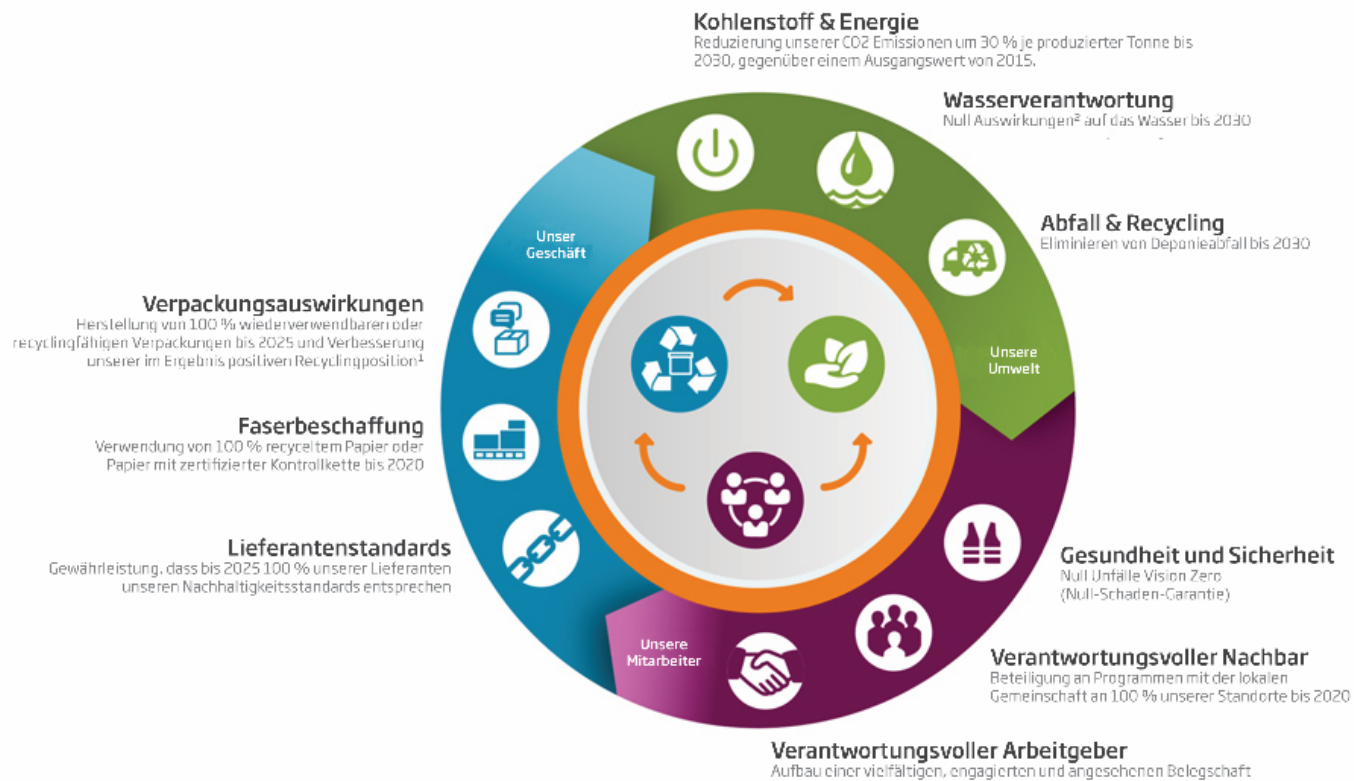 Kohlenstoff & Energie
Reduzierung unserer CO2 Emissionen um 30 % je produzierter Tonne bis
2030, gegenüber einem Ausgangswert von 2015.
Wasserverantwortung
Null Auswirkungen² auf das Wasser bis 2030
Abfall & Recycling
Eliminieren von Deponieabfall bis 2030
Unser
Geschäft
Unsere
Umwelt
Verpackungsauswirkungen
Herstellung von 100 % wiederverwendbaren oder
recyclingfähigen Verpackungen bis 2025 und Verbesserung
unserer im Ergebnis positiven Recyclingposition¹
Faserbeschaffung
Verwendung von 100 % recyceltem Papier oder
Papier mit zertifizierter Kontrollkette bis 2020
Lieferantenstandards
Gewährleistung, dass bis 2025 100 % unserer Lieferanten
unseren Nachhaltigkeitsstandards entsprechen
Gesundheit und Sicherheit
Null Unfälle Vision Zero
(Null-Schaden-Garantie)
Unsere
Mitarbeiter
Verantwortungsvoller Nachbar
Beteiligung an Programmen mit der lokalen
Gemeinschaft an 100 % unserer Standorte bis 2020
Verantwortungsvoller Arbeitgeber
Aufbau einer vielfältigen, engagierten und angesehenen Belegschaft